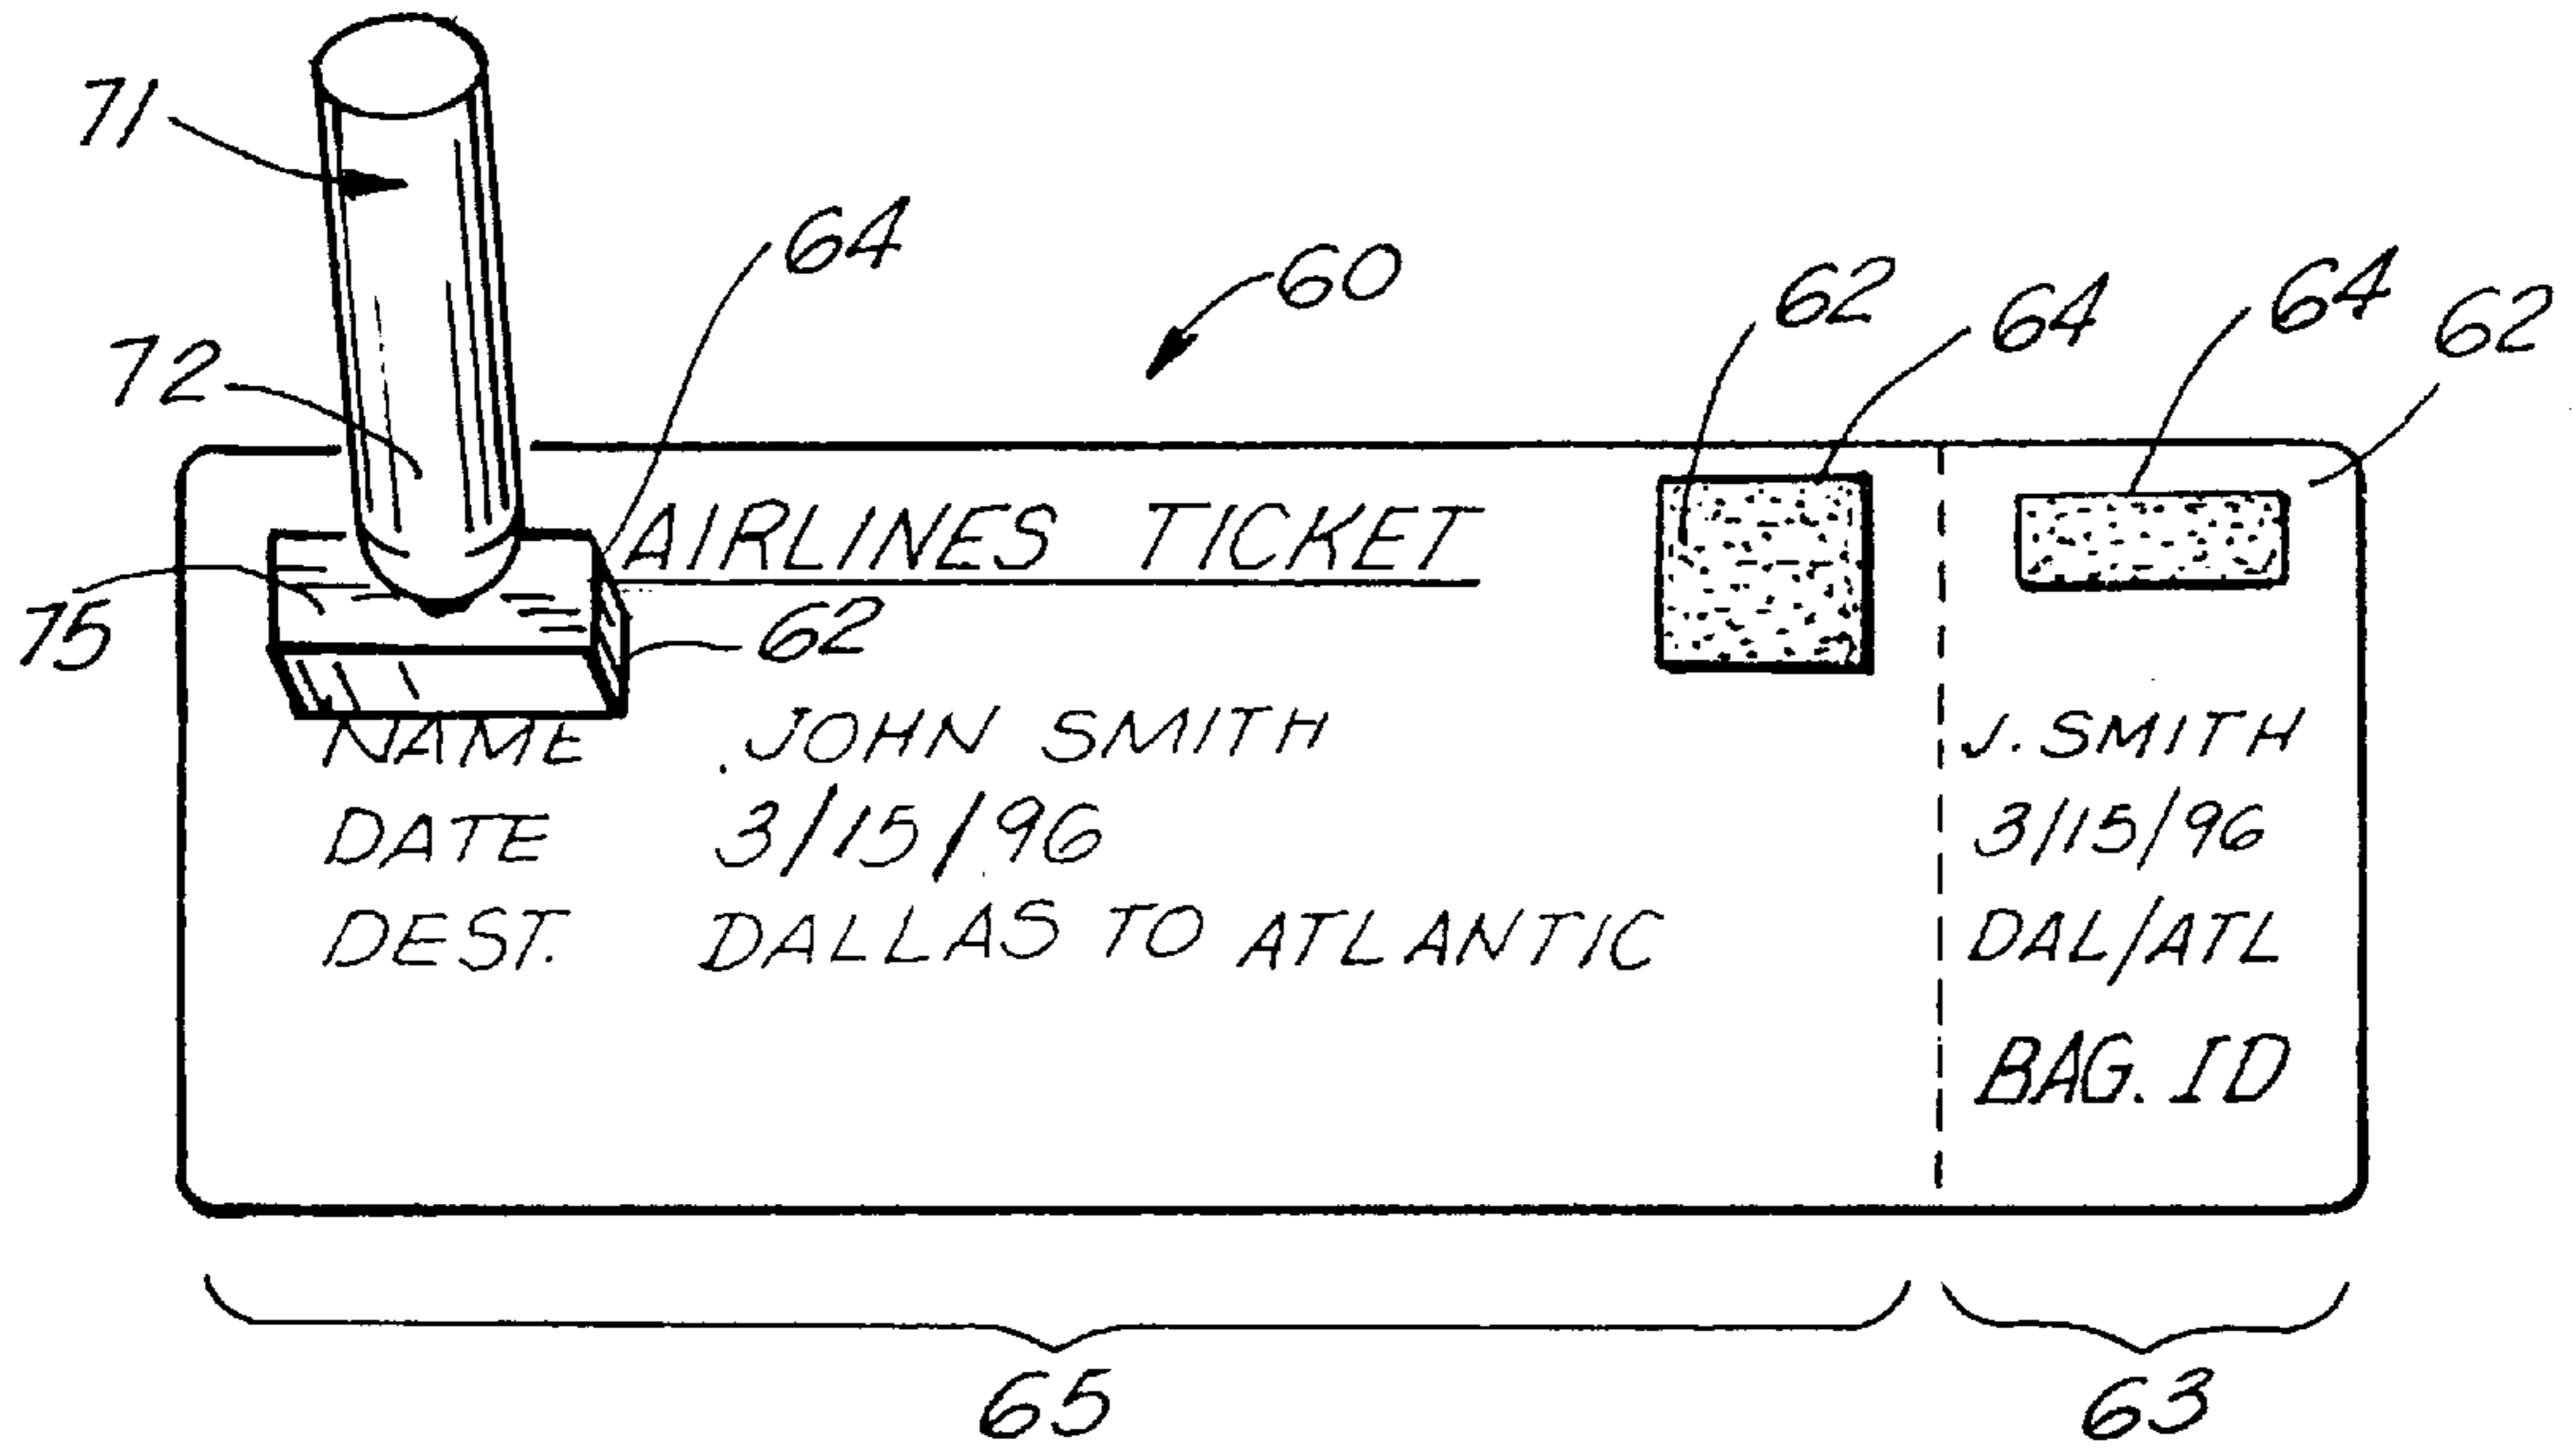 71
64
60
62
64
64
62
72
AIRLINES TICKET
75
62
NAME JOHN SMITH J. SMITH
DATE 3/15/96 3/15/96
DEST. DALLAS TO ATLANTIC DAL/ATL
BAG. ID
65
63